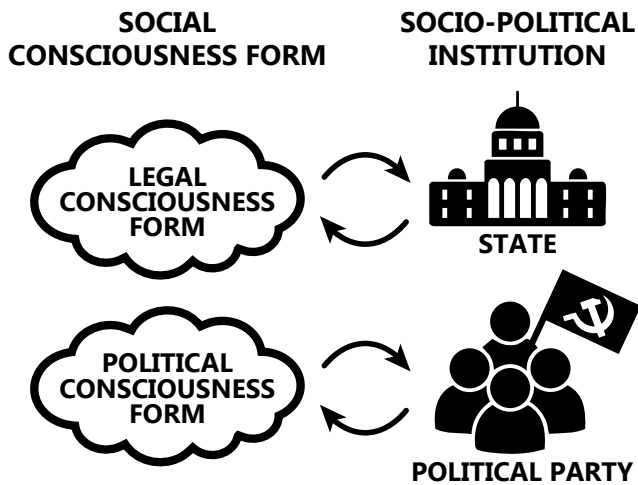 SOCIAL
CONSCIOUSNESS FORM
SOCIO-POLITICAL
INSTITUTION
LEGAL
CONSCIOUSNESS
FORM
STATE
POLITICAL
CONSCIOUSNESS
FORM
POLITICAL PARTY